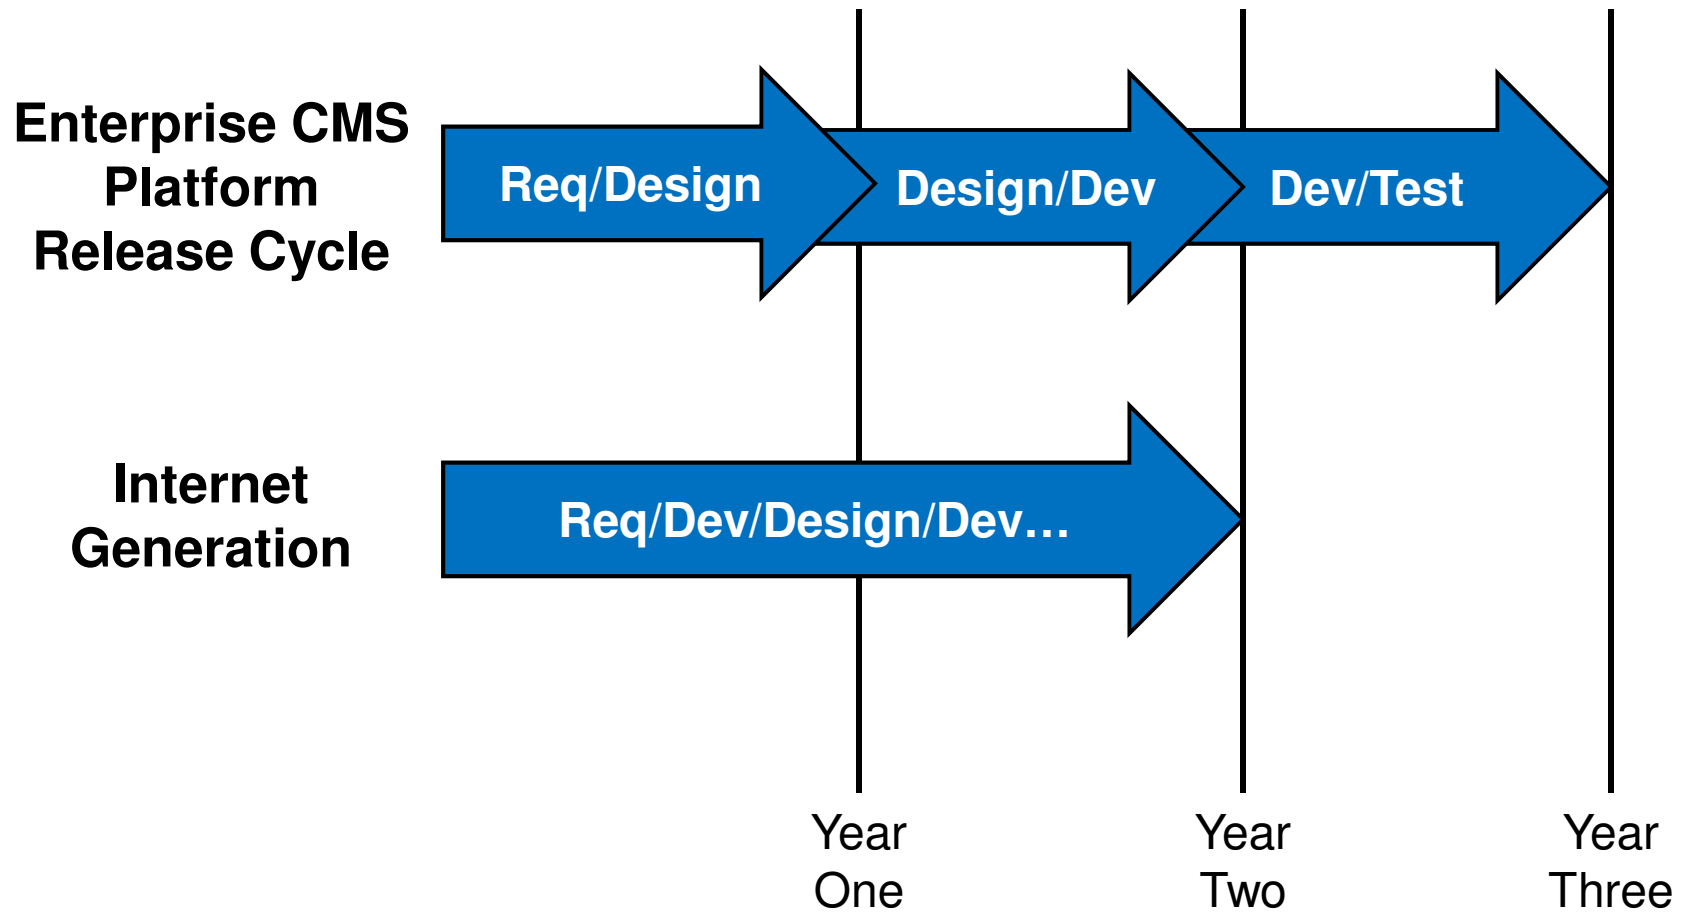 Enterprise CMS
Platform
Release Cycle
Req/Design
Design/Dev
Dev/Test
Internet
Generation
Req/Dev/Design/Dev…
Year
One
Year
Two
Year
Three